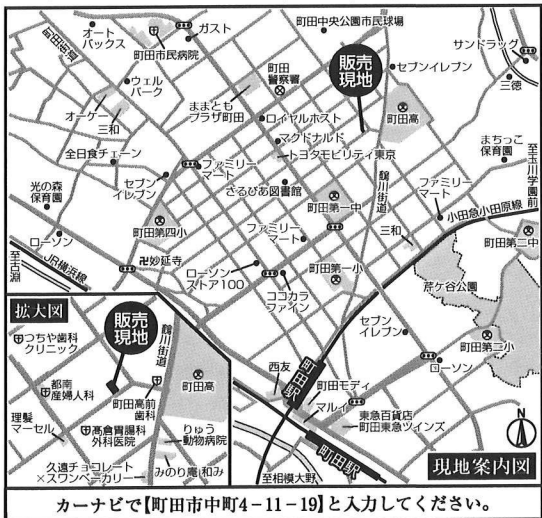 オート
バックス
ガスト
町田街道
町田市民病院
町田中央公園市民球場
サンドラッグ
ウェル
パーク
町田
警察署
販売
現地
セブンイレブン
三徳
オーケー
三和
ままとも
プラザ町田
ロイヤルホスト
町田高
マクドナルド
全日食チェーン
ファミリー
マート
トヨタモビリティ東京
まちっこ
保育園
セブン
イレブン
さるびあ図書館
鶴川街道
至玉川学園前
光の森
保育園
町田第一中
ファミリー
マート
小田急小田原線
町田第四小
ファミリー
マート
三和
町田第二中
ローソン
卍妙延寺
至古淵
JR横浜線
ローソン
ストア100
町田第一小
芹ヶ谷公園
ココカラ
ファイン
セブン
イレブン
町田第二小
ローソン
西友
町田駅
町田モディ
マルイ
東急百貨店
町田東急ツインズ
町田駅
至相模大野
N
現地案内図
拡大図
つちや歯科
クリニック
販売
現地
鶴川街道
町田高
都南
産婦人科
町田高前
歯科
理髪
マーセル
髙倉胃腸科
外科医院
りゅう
動物病院
久遠チョコレート
×スワンベーカリー
みのり庵 和み
カーナビで【町田市中町4-11-19】と入力してください。